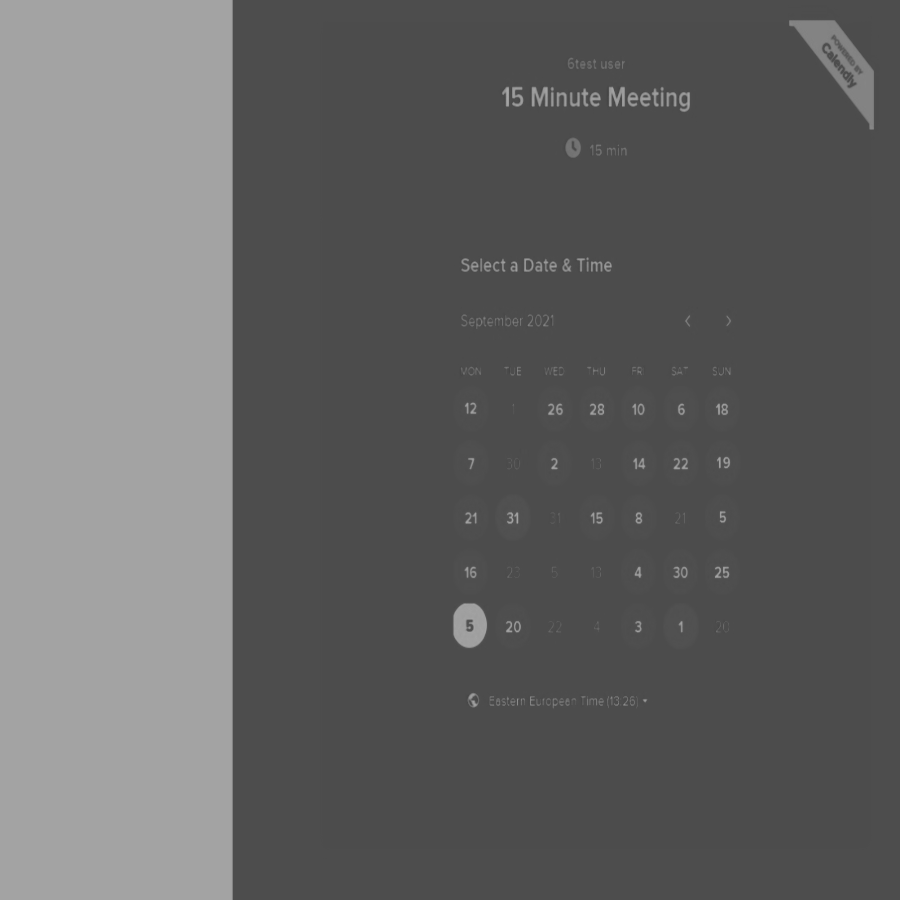 POWERED BY
Calendly
6test user
15 Minute Meeting
15 min
Select a Date & Time
September 2021
MON TUE WED THU FRI SAT SUN
12 1 26 28 10 6 18
7 30 2 13 14 22 19
21 31 31 15 8 21 5
16 23 5 13 4 30 25
5 20 22 4 3 1 20
Eastern European Time (13:26)